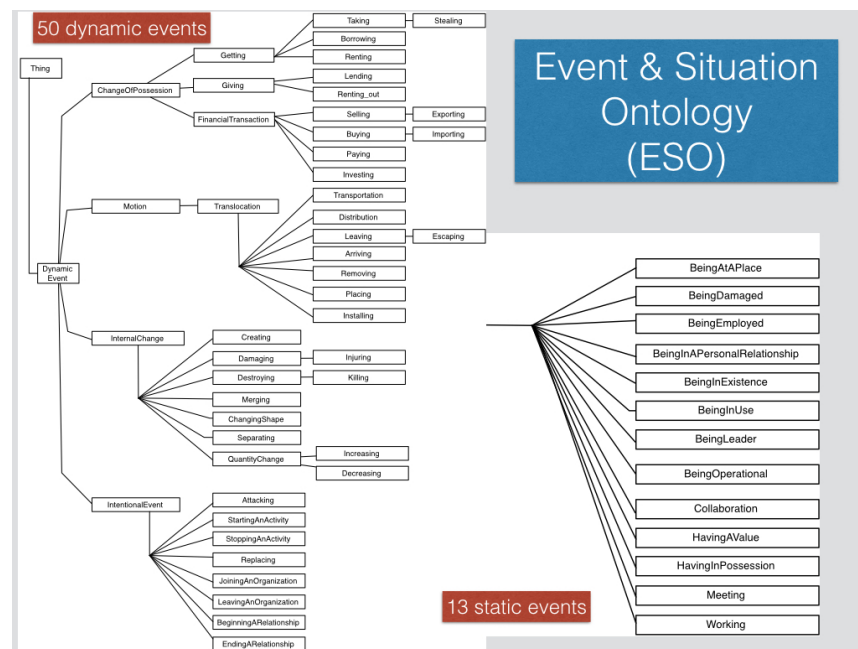 50 dynamic events
Event & Situation
Ontology
(ESO)
Thing
Dynamic
Event
ChangeOfPossession
Getting
Taking
Stealing
Borrowing
Renting
Giving
Lending
Renting_out
FinancialTransaction
Selling
Exporting
Buying
Importing
Paying
Investing
Motion
Translocation
Transportation
Distribution
Leaving
Escaping
Arriving
Removing
Placing
Installing
InternalChange
Creating
Damaging
Injuring
Destroying
Killing
Merging
ChangingShape
Separating
QuantityChange
Increasing
Decreasing
IntentionalEvent
Attacking
StartingAnActivity
StoppingAnActivity
Replacing
JoiningAnOrganization
LeavingAnOrganization
BeginningARelationship
EndingARelationship
BeingAtAPlace
BeingDamaged
BeingEmployed
BeingInAPersonalRelationship
BeingInExistence
BeingInUse
BeingLeader
BeingOperational
Collaboration
HavingAValue
HavingInPossession
Meeting
Working
13 static events